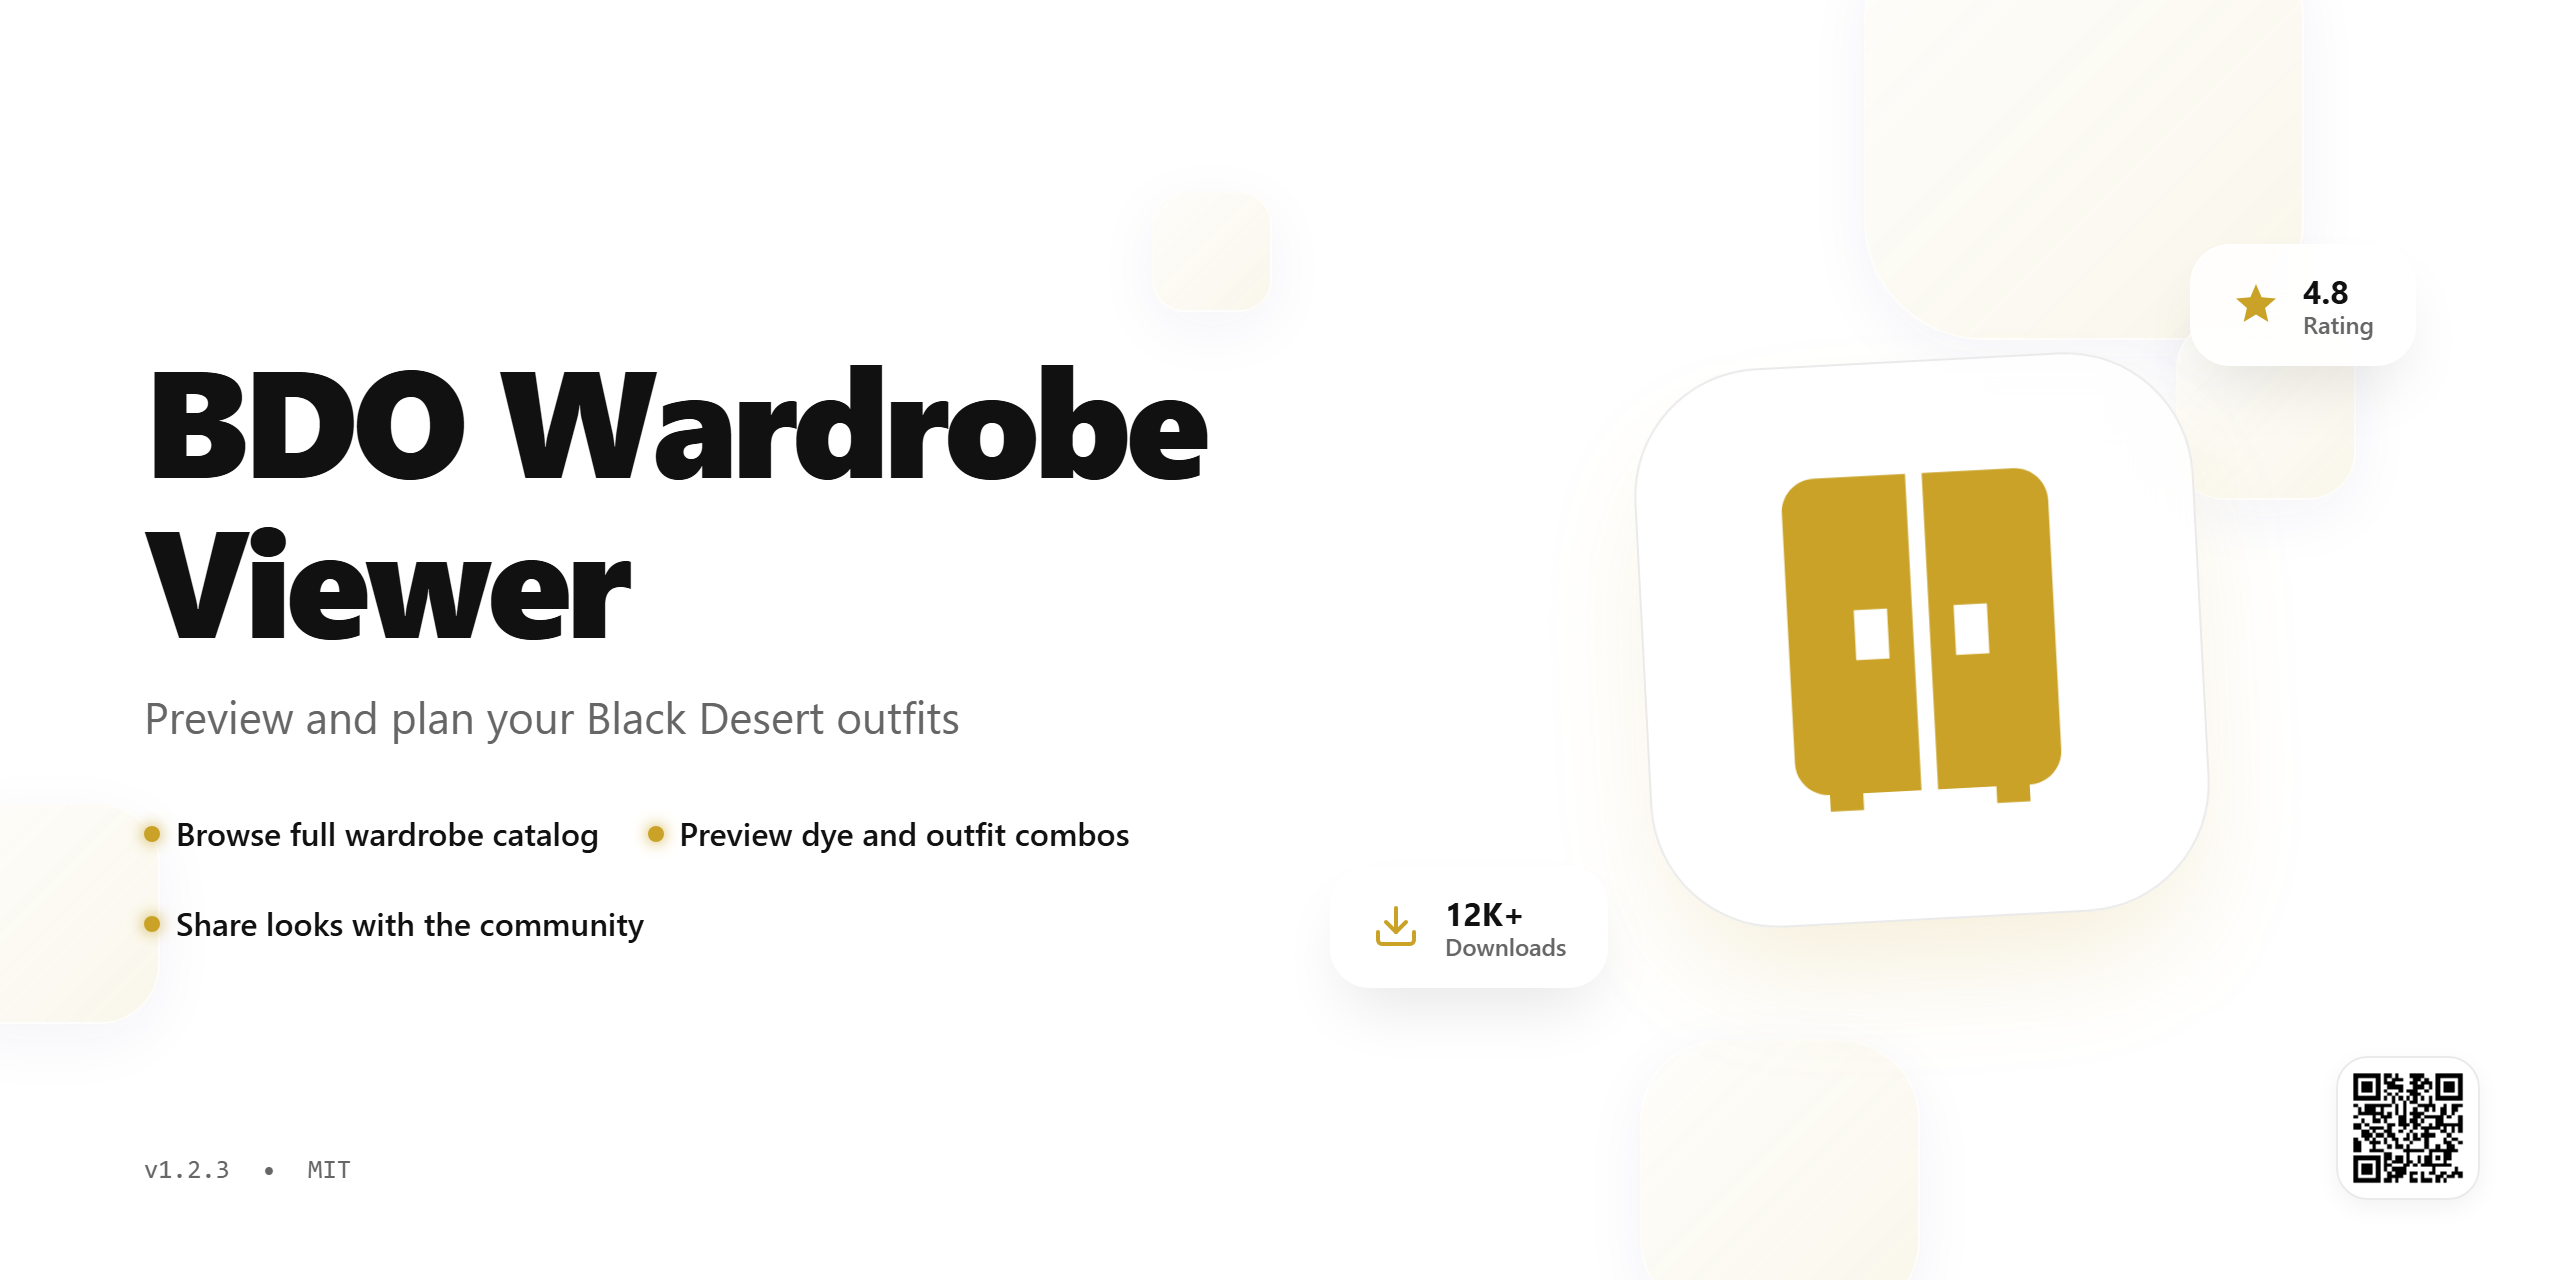 BDO Wardrobe
Viewer
Preview and plan your Black Desert outfits
Browse full wardrobe catalog
Preview dye and outfit combos
Share looks with the community
v1.2.3 • MIT
4.8
Rating
12K+
Downloads